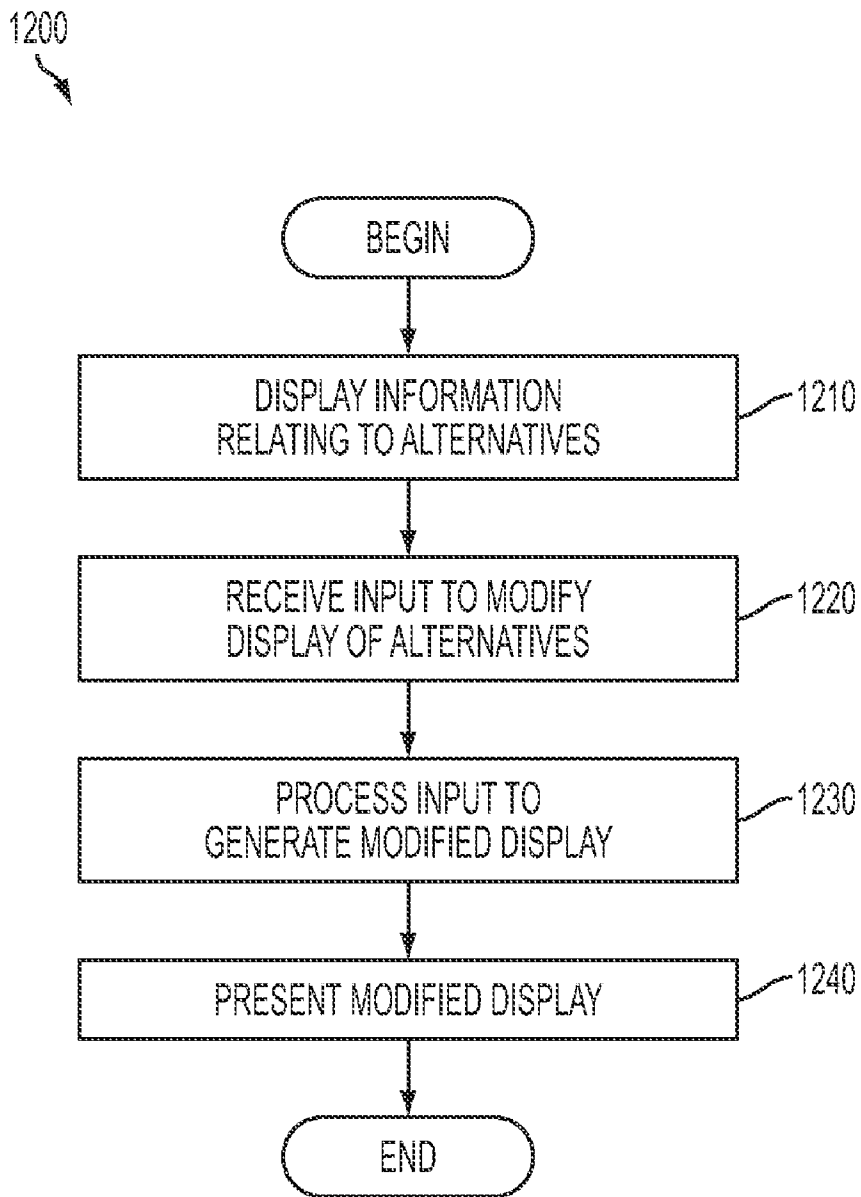 1200
BEGIN
DISPLAY INFORMATION
RELATING TO ALTERNATIVES
1210
RECEIVE INPUT TO MODIFY
DISPLAY OF ALTERNATIVES
1220
PROCESS INPUT TO
GENERATE MODIFIED DISPLAY
1230
PRESENT MODIFIED DISPLAY
1240
END